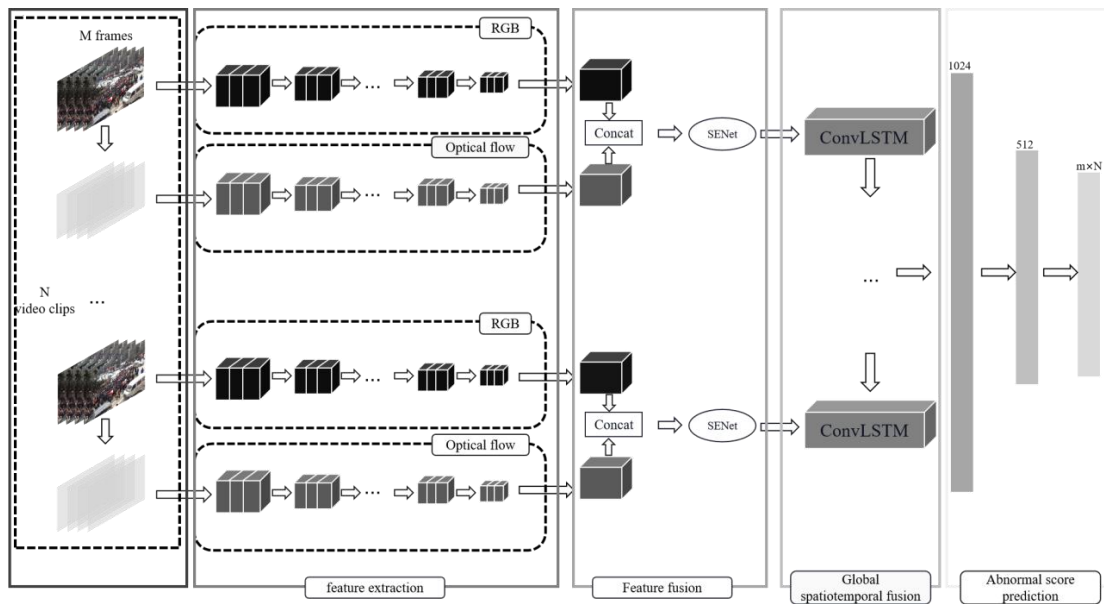 M frames
N
video clips
...
RGB
...
Optical flow
...
RGB
...
Optical flow
...
Concat
SENet
Concat
SENet
ConvLSTM
...
ConvLSTM
1024
512
m×N
feature extraction
Feature fusion
Global
spatiotemporal fusion
Abnormal score
prediction